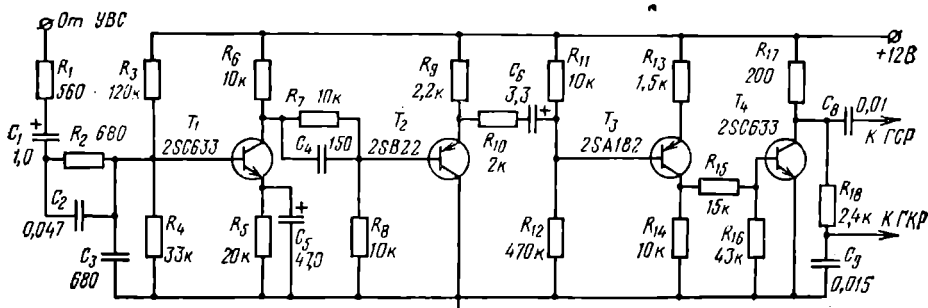 От УВС
+12В
R1
560
R2 680
C1 +
1,0
C2
0,047
C3
680
R3
120к
R4
33к
T1
2SC633
R5
20к
C5
47,0
+
R6
10к
R7 10к
C4 150
R8
10к
T2
2SB22
R9
2,2к
R10
2к
C6
3,3
+
R11
10к
R12
470к
T3
2SA182
R13
1,5к
R14
10к
R15
15к
R16
43к
T4
2SC633
R17
200
C8 0,01
К ГСР
R18
2,4к
К ГКР
C9
0,015